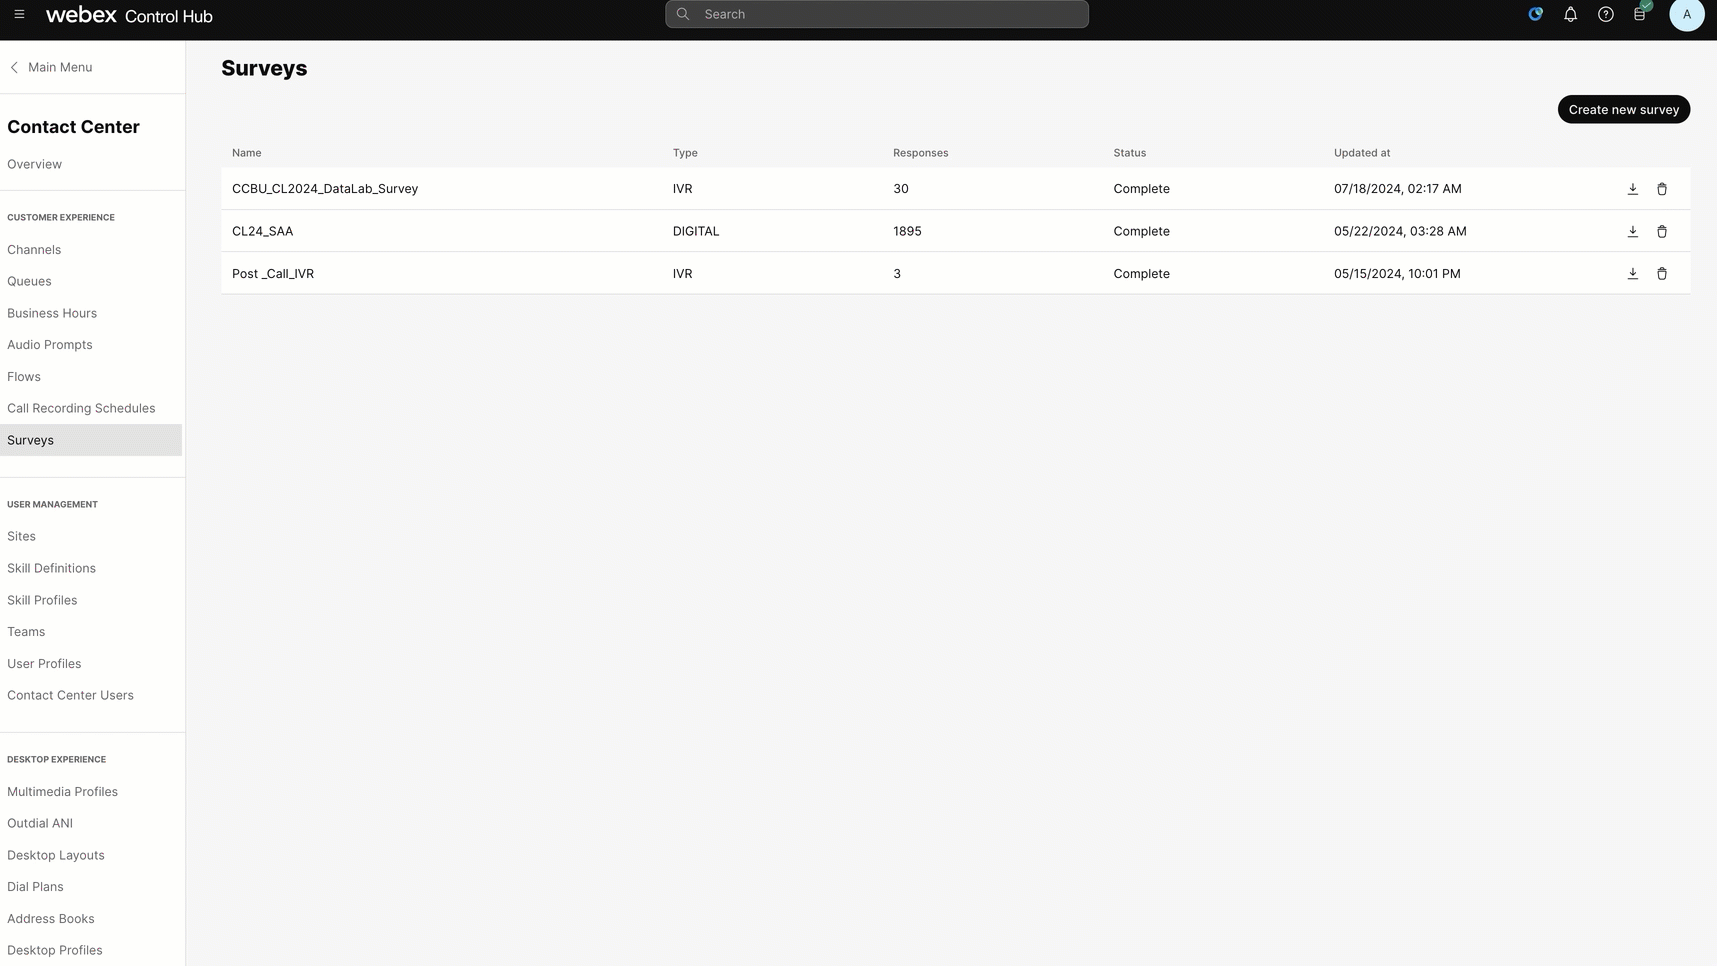 webex Control Hub
Search
A
Main Menu
Contact Center
Overview
CUSTOMER EXPERIENCE
Channels
Queues
Business Hours
Audio Prompts
Flows
Call Recording Schedules
Surveys
USER MANAGEMENT
Sites
Skill Definitions
Skill Profiles
Teams
User Profiles
Contact Center Users
DESKTOP EXPERIENCE
Multimedia Profiles
Outdial ANI
Desktop Layouts
Dial Plans
Address Books
Desktop Profiles
Surveys
Create new survey
Name Type Responses Status Updated at
CCBU_CL2024_DataLab_Survey IVR 30 Complete 07/18/2024, 02:17 AM
CL24_SAA DIGITAL 1895 Complete 05/22/2024, 03:28 AM
Post _Call_IVR IVR 3 Complete 05/15/2024, 10:01 PM